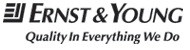 ERNST & YOUNG
Quality In Everything We Do